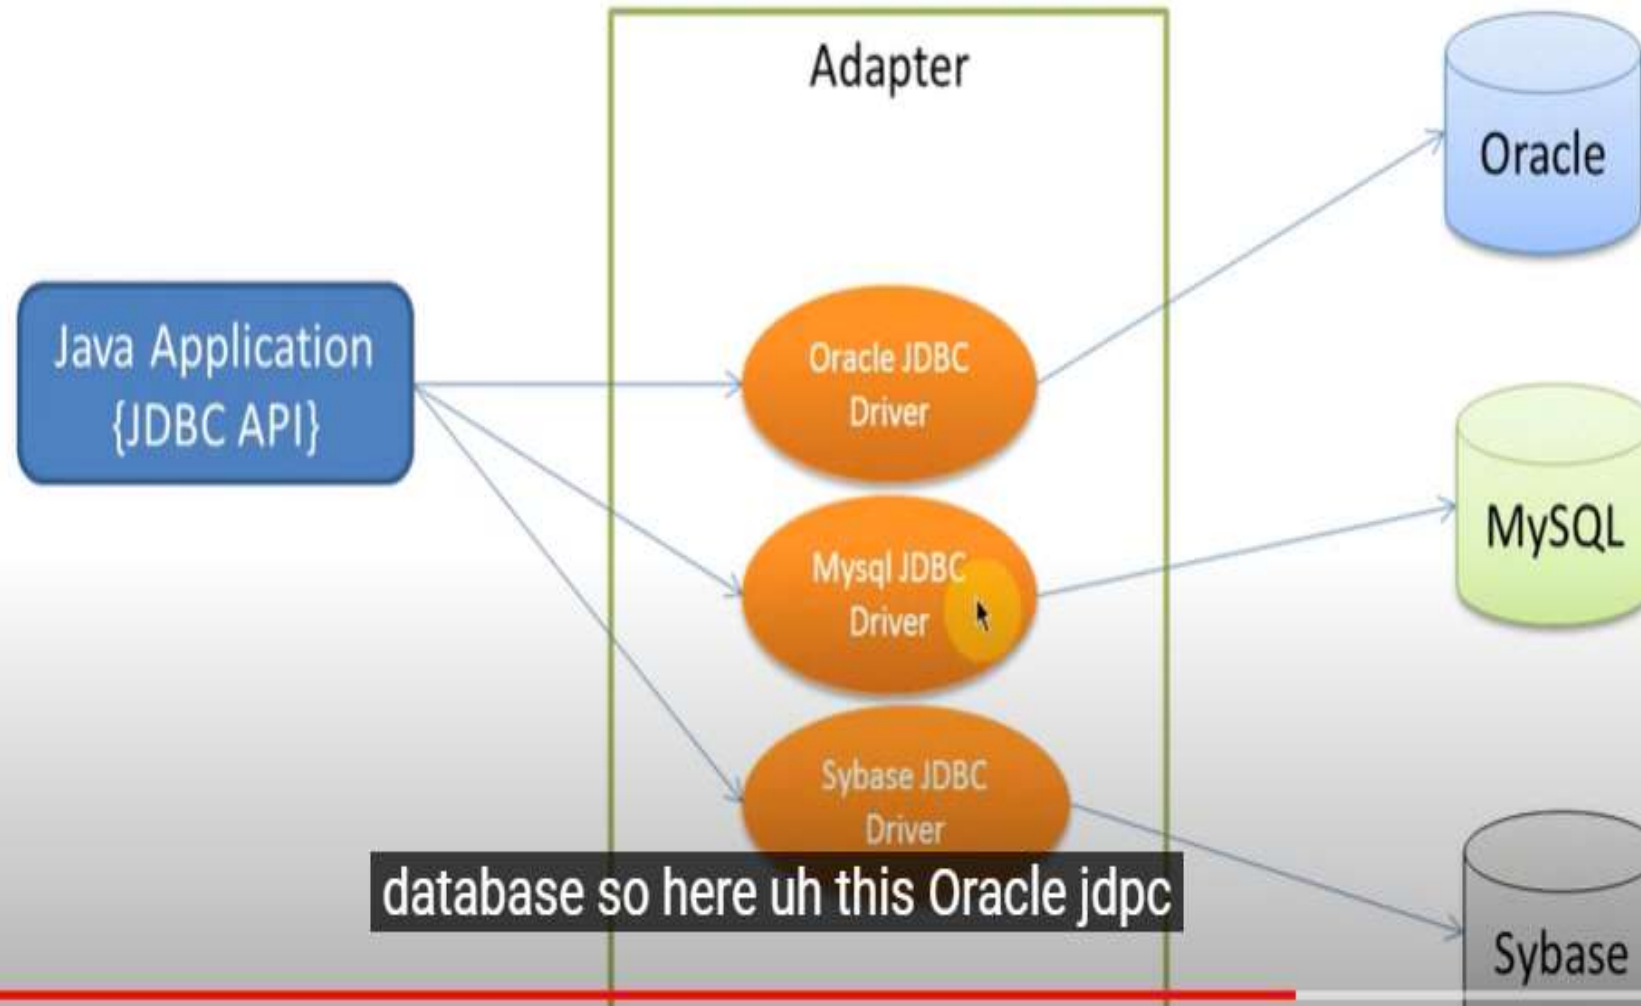 Adapter
Oracle
Java Application
{JDBC API}
Oracle JDBC
Driver
MySQL
Mysql JDBC
Driver
Sybase JDBC
Driver
database so here uh this Oracle jdpc
Sybase